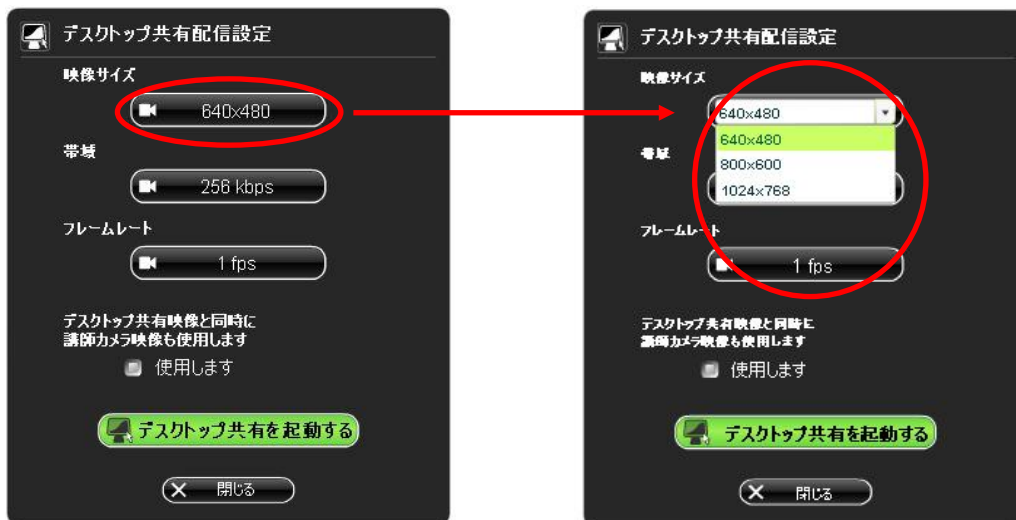 デスクトップ共有配信設定
映像サイズ
640x480
帯域
256 kbps
フレームレート
1 fps
デスクトップ共有映像と同時に
講師カメラ映像も使用します
使用します
デスクトップ共有を起動する
閉じる
デスクトップ共有配信設定
映像サイズ
640x480
640x480
800x600
1024x768
帯域
フレームレート
1 fps
デスクトップ共有映像と同時に
講師カメラ映像も使用します
使用します
デスクトップ共有を起動する
閉じる